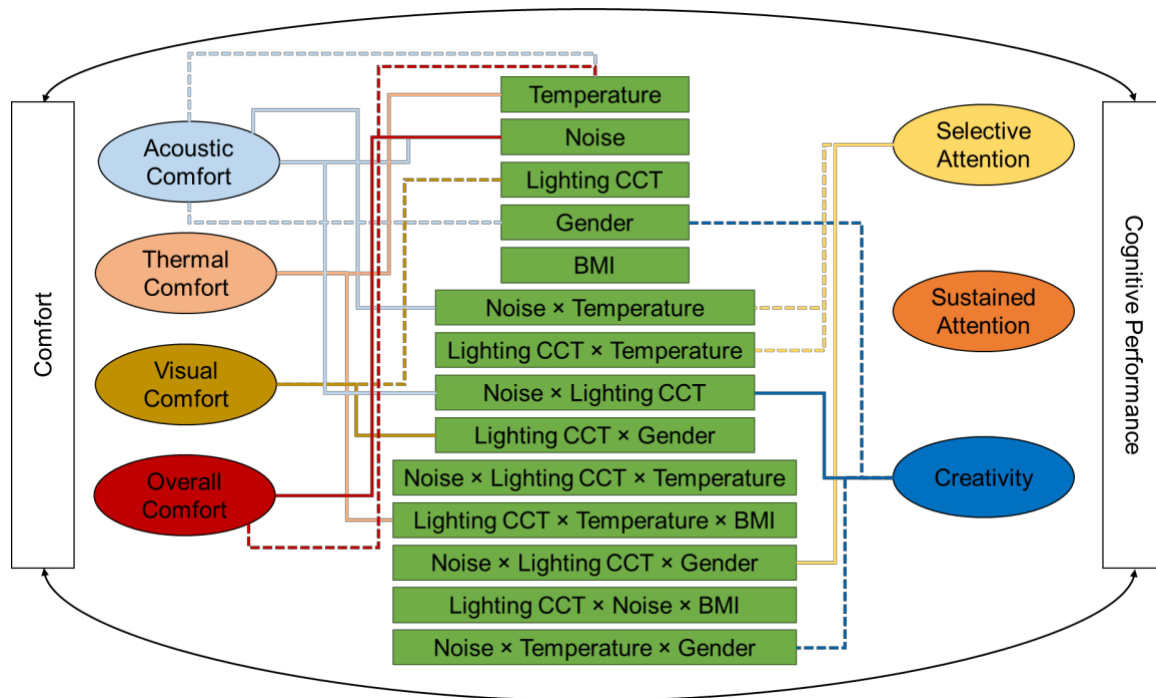 Comfort
Acoustic
Comfort
Thermal
Comfort
Visual
Comfort
Overall
Comfort
Temperature
Noise
Lighting CCT
Gender
BMI
Noise × Temperature
Lighting CCT × Temperature
Noise × Lighting CCT
Lighting CCT × Gender
Noise × Lighting CCT × Temperature
Lighting CCT × Temperature × BMI
Noise × Lighting CCT × Gender
Lighting CCT × Noise × BMI
Noise × Temperature × Gender
Selective
Attention
Sustained
Attention
Creativity
Cognitive Performance